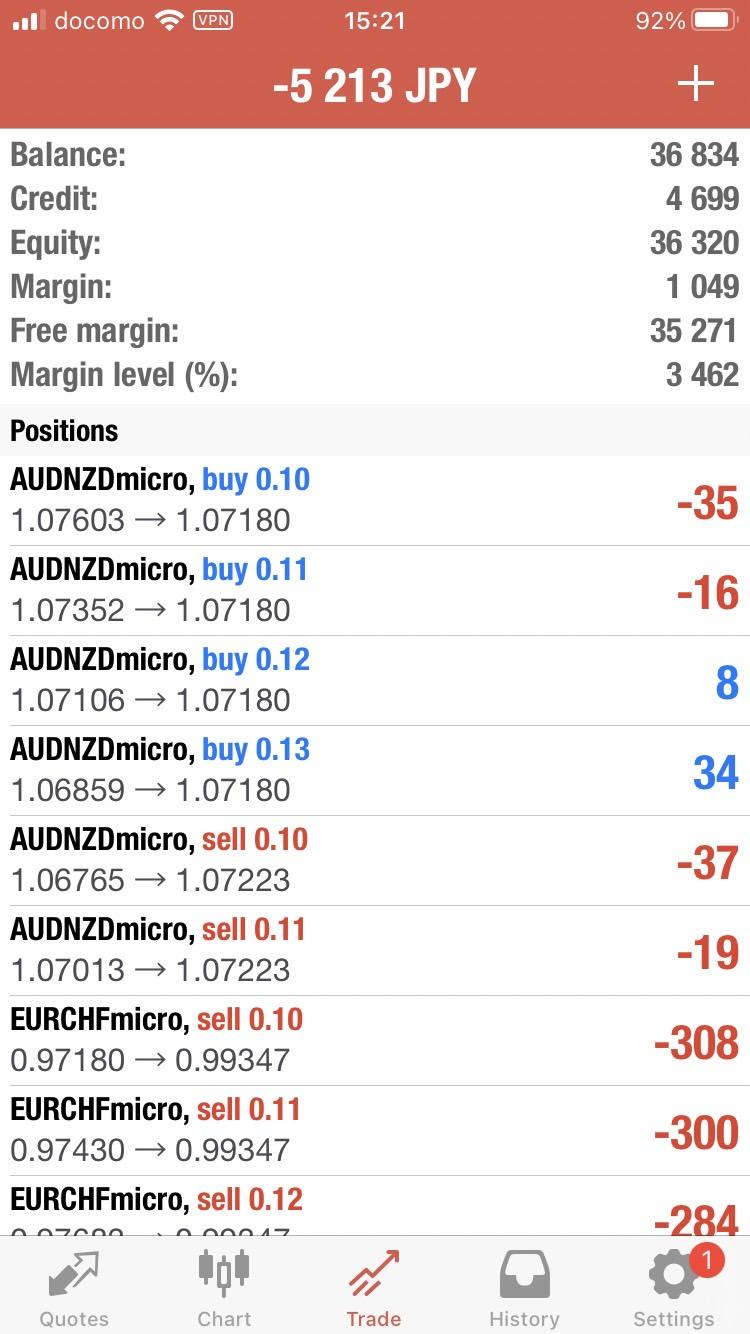 docomo VPN 15:21 92%
-5 213 JPY
Balance: 36 834
Credit: 4 699
Equity: 36 320
Margin: 1 049
Free margin: 35 271
Margin level (%): 3 462
Positions
AUDNZDmicro, buy 0.10
1.07603 → 1.07180 -35
AUDNZDmicro, buy 0.11
1.07352 → 1.07180 -16
AUDNZDmicro, buy 0.12
1.07106 → 1.07180 8
AUDNZDmicro, buy 0.13
1.06859 → 1.07180 34
AUDNZDmicro, sell 0.10
1.06765 → 1.07223 -37
AUDNZDmicro, sell 0.11
1.07013 → 1.07223 -19
EURCHFmicro, sell 0.10
0.97180 → 0.99347 -308
EURCHFmicro, sell 0.11
0.97430 → 0.99347 -300
EURCHFmicro, sell 0.12
-284
1
Quotes Chart Trade History Settings